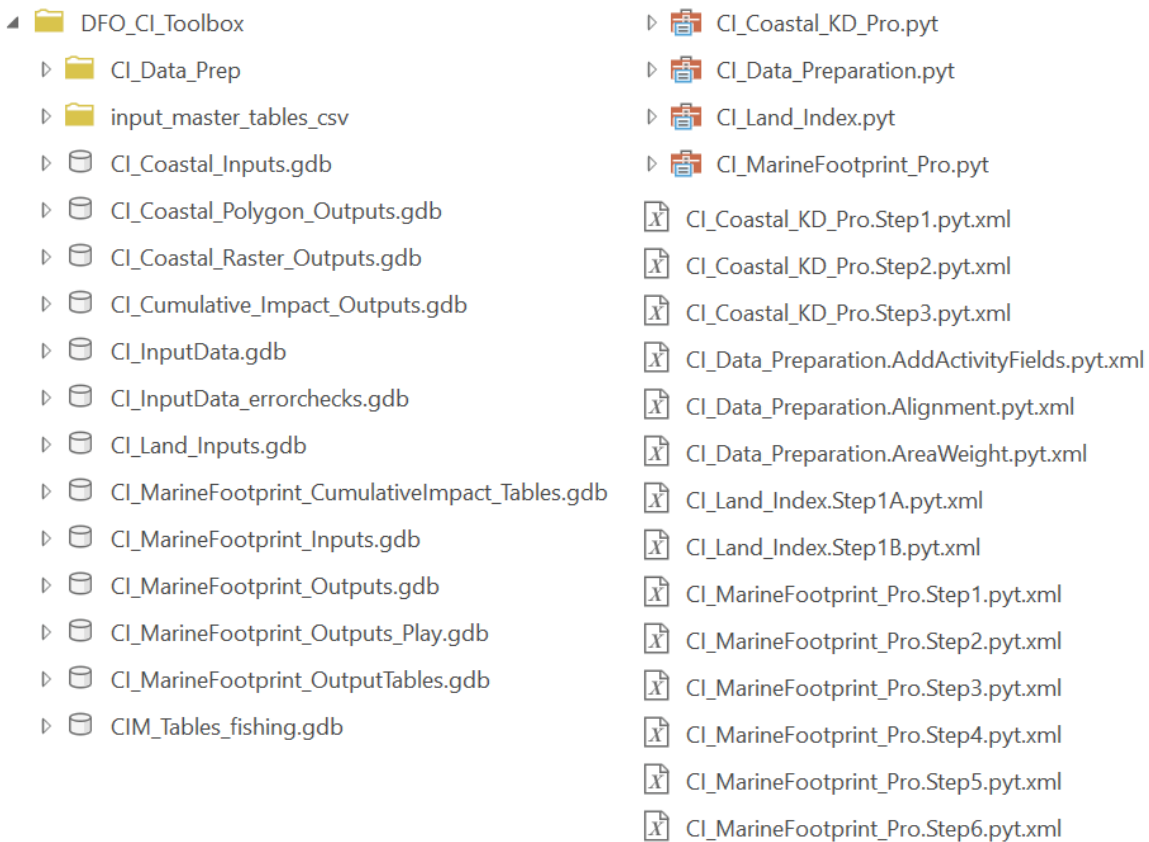 DFO_CI_Toolbox
CI_Data_Prep
input_master_tables_csv
CI_Coastal_Inputs.gdb
CI_Coastal_Polygon_Outputs.gdb
CI_Coastal_Raster_Outputs.gdb
CI_Cumulative_Impact_Outputs.gdb
CI_InputData.gdb
CI_InputData_errorchecks.gdb
CI_Land_Inputs.gdb
CI_MarineFootprint_CumulativeImpact_Tables.gdb
CI_MarineFootprint_Inputs.gdb
CI_MarineFootprint_Outputs.gdb
CI_MarineFootprint_Outputs_Play.gdb
CI_MarineFootprint_OutputTables.gdb
CIM_Tables_fishing.gdb
CI_Coastal_KD_Pro.pyt
CI_Data_Preparation.pyt
CI_Land_Index.pyt
CI_MarineFootprint_Pro.pyt
CI_Coastal_KD_Pro.Step1.pyt.xml
CI_Coastal_KD_Pro.Step2.pyt.xml
CI_Coastal_KD_Pro.Step3.pyt.xml
CI_Data_Preparation.AddActivityFields.pyt.xml
CI_Data_Preparation.Alignment.pyt.xml
CI_Data_Preparation.AreaWeight.pyt.xml
CI_Land_Index.Step1A.pyt.xml
CI_Land_Index.Step1B.pyt.xml
CI_MarineFootprint_Pro.Step1.pyt.xml
CI_MarineFootprint_Pro.Step2.pyt.xml
CI_MarineFootprint_Pro.Step3.pyt.xml
CI_MarineFootprint_Pro.Step4.pyt.xml
CI_MarineFootprint_Pro.Step5.pyt.xml
CI_MarineFootprint_Pro.Step6.pyt.xml